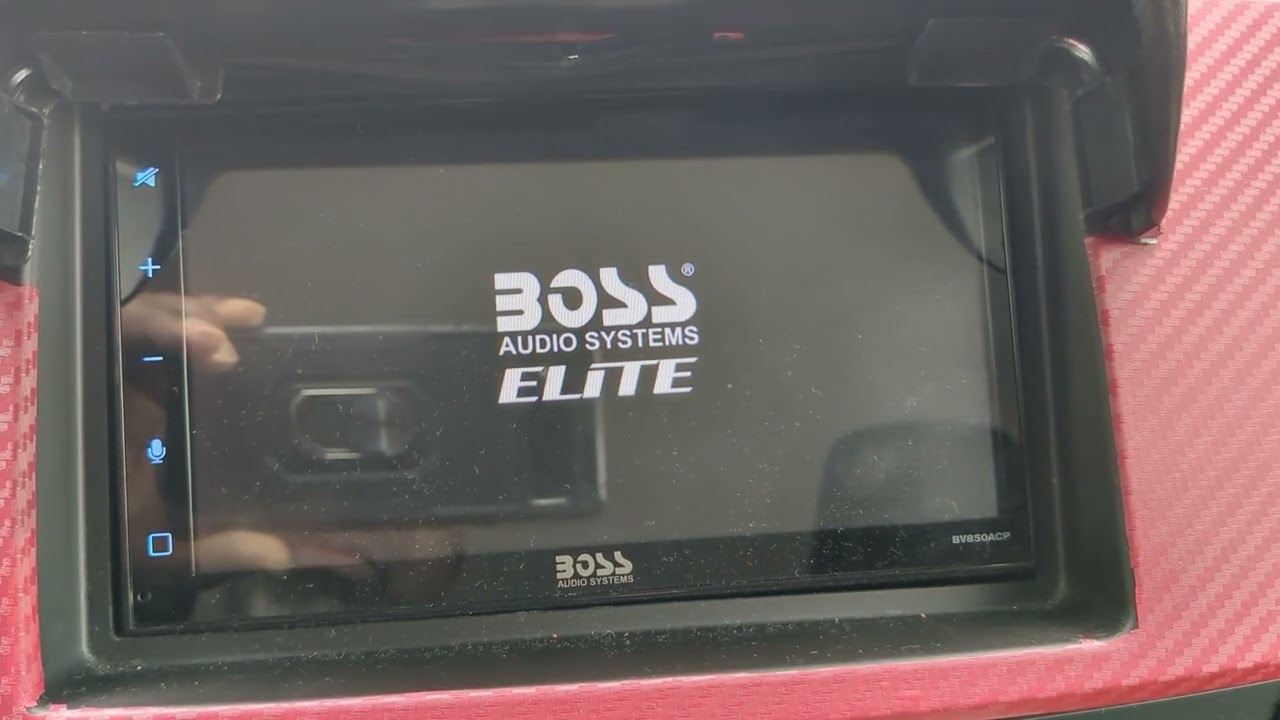 BOSS®
AUDIO SYSTEMS
ELiTE
BV850ACP
BOSS
AUDIO SYSTEMS